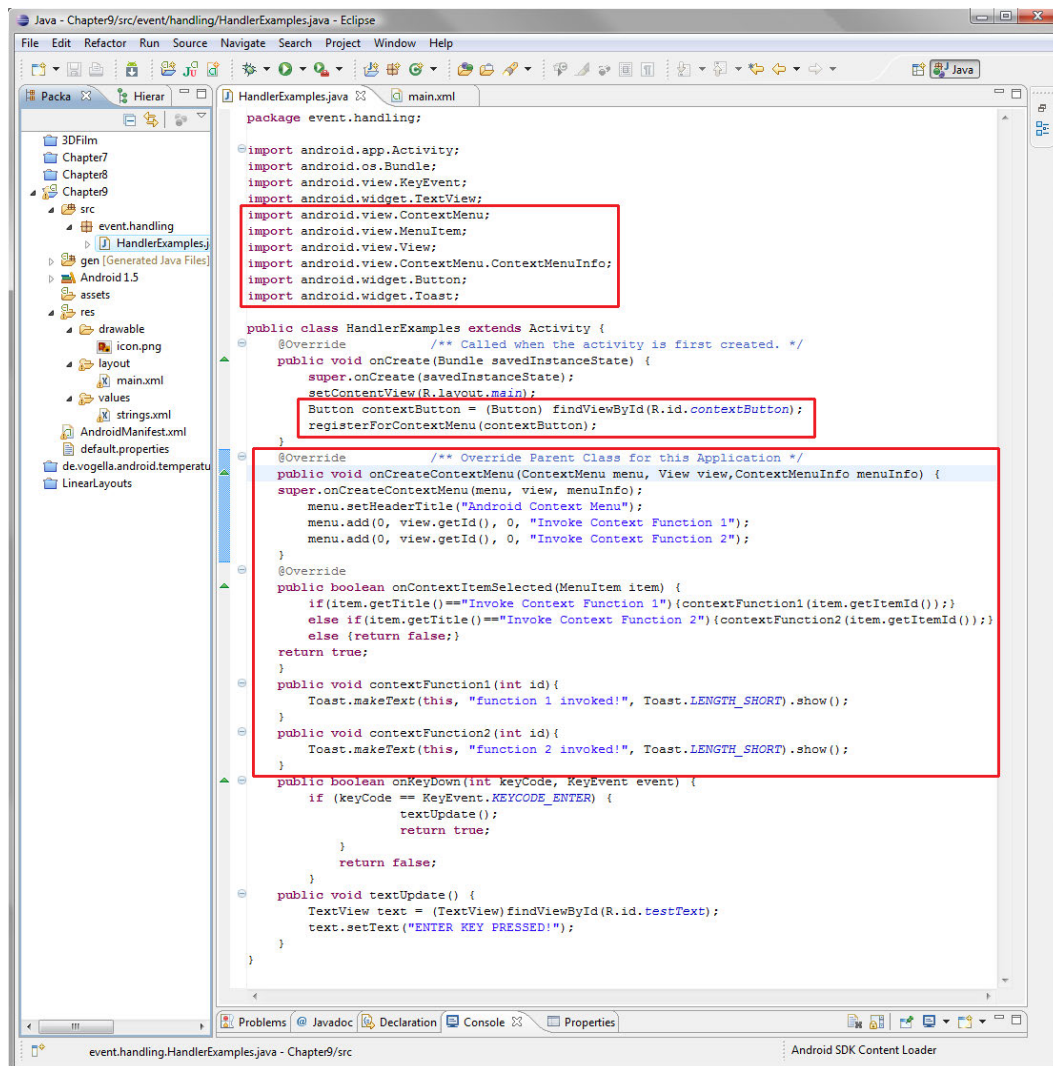 Java - Chapter9/src/event/handling/HandlerExamples.java - Eclipse
File Edit Refactor Run Source Navigate Search Project Window Help
Java
Packa
Hierar
3DFilm
Chapter7
Chapter8
Chapter9
src
event.handling
HandlerExamples.j
gen [Generated Java Files]
Android 1.5
assets
res
drawable
icon.png
layout
main.xml
values
strings.xml
AndroidManifest.xml
default.properties
de.vogella.android.temperatu
LinearLayouts
HandlerExamples.java
main.xml
package event.handling;
import android.app.Activity;
import android.os.Bundle;
import android.view.KeyEvent;
import android.widget.TextView;
import android.view.ContextMenu;
import android.view.MenuItem;
import android.view.View;
import android.view.ContextMenu.ContextMenuInfo;
import android.widget.Button;
import android.widget.Toast;
public class HandlerExamples extends Activity {
@Override /** Called when the activity is first created. */
public void onCreate(Bundle savedInstanceState) {
super.onCreate(savedInstanceState);
setContentView(R.layout.main);
Button contextButton = (Button) findViewById(R.id.contextButton);
registerForContextMenu(contextButton);
}
@Override /** Override Parent Class for this Application */
public void onCreateContextMenu(ContextMenu menu, View view,ContextMenuInfo menuInfo) {
super.onCreateContextMenu(menu, view, menuInfo);
menu.setHeaderTitle("Android Context Menu");
menu.add(0, view.getId(), 0, "Invoke Context Function 1");
menu.add(0, view.getId(), 0, "Invoke Context Function 2");
}
@Override
public boolean onContextItemSelected(MenuItem item) {
if(item.getTitle()=="Invoke Context Function 1"){contextFunction1(item.getItemId());}
else if(item.getTitle()=="Invoke Context Function 2"){contextFunction2(item.getItemId());}
else {return false;}
return true;
}
public void contextFunction1(int id){
Toast.makeText(this, "function 1 invoked!", Toast.LENGTH_SHORT).show();
}
public void contextFunction2(int id){
Toast.makeText(this, "function 2 invoked!", Toast.LENGTH_SHORT).show();
}
public boolean onKeyDown(int keyCode, KeyEvent event) {
if (keyCode == KeyEvent.KEYCODE_ENTER) {
textUpdate();
return true;
}
return false;
}
public void textUpdate() {
TextView text = (TextView)findViewById(R.id.testText);
text.setText("ENTER KEY PRESSED!");
}
}
Problems @ Javadoc Declaration Console Properties
event.handling.HandlerExamples.java - Chapter9/src
Android SDK Content Loader